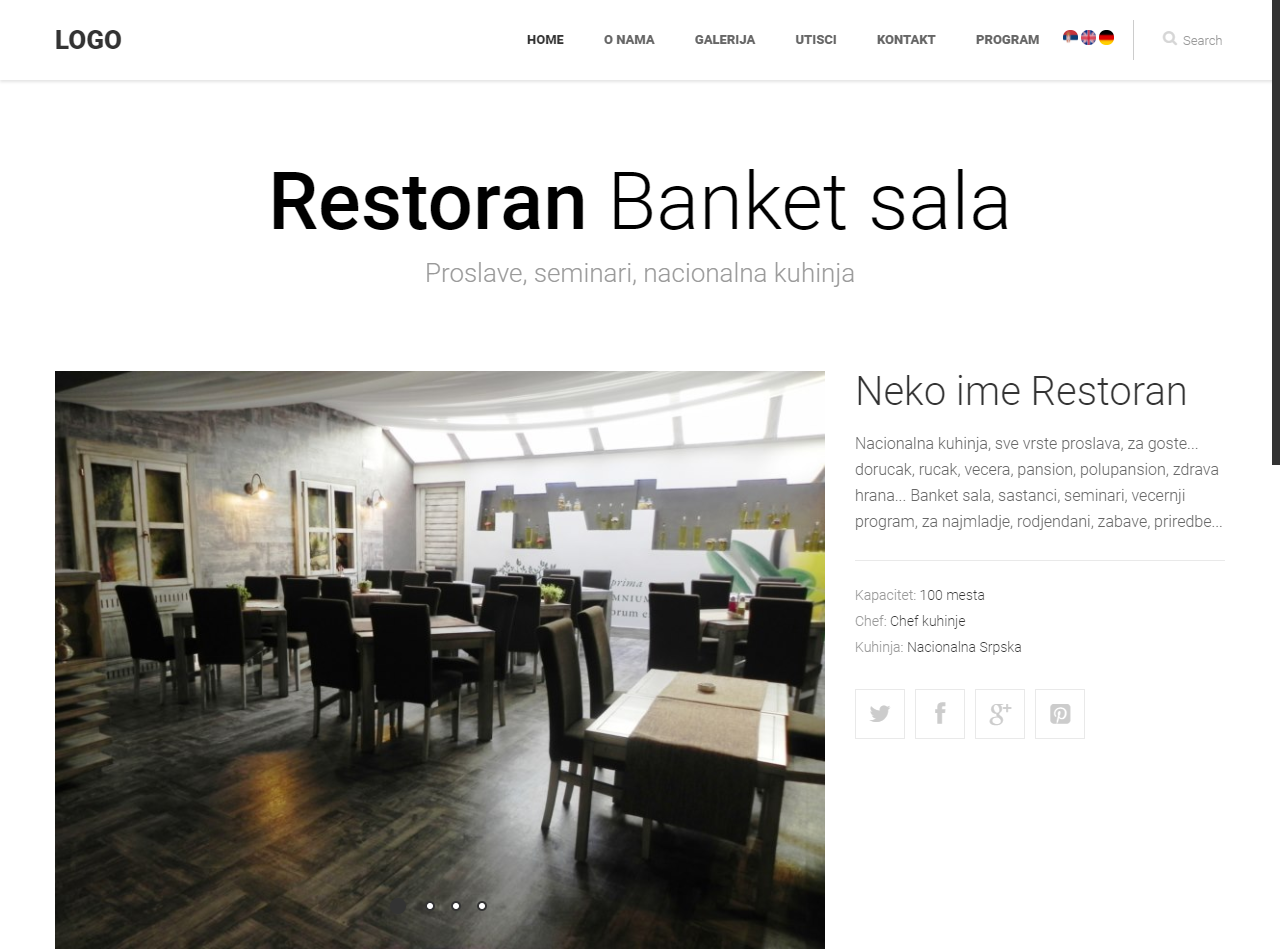 LOGO
HOME O NAMA GALERIJA UTISCI KONTAKT PROGRAM Search
Restoran Banket sala
Proslave, seminari, nacionalna kuhinja
Neko ime Restoran
Nacionalna kuhinja, sve vrste proslava, za goste...
dorucak, rucak, vecera, pansion, polupansion, zdrava
hrana... Banket sala, sastanci, seminari, vecernji
program, za najmladje, rodjendani, zabave, priredbe...
Kapacitet: 100 mesta
Chef: Chef kuhinje
Kuhinja: Nacionalna Srpska
prima